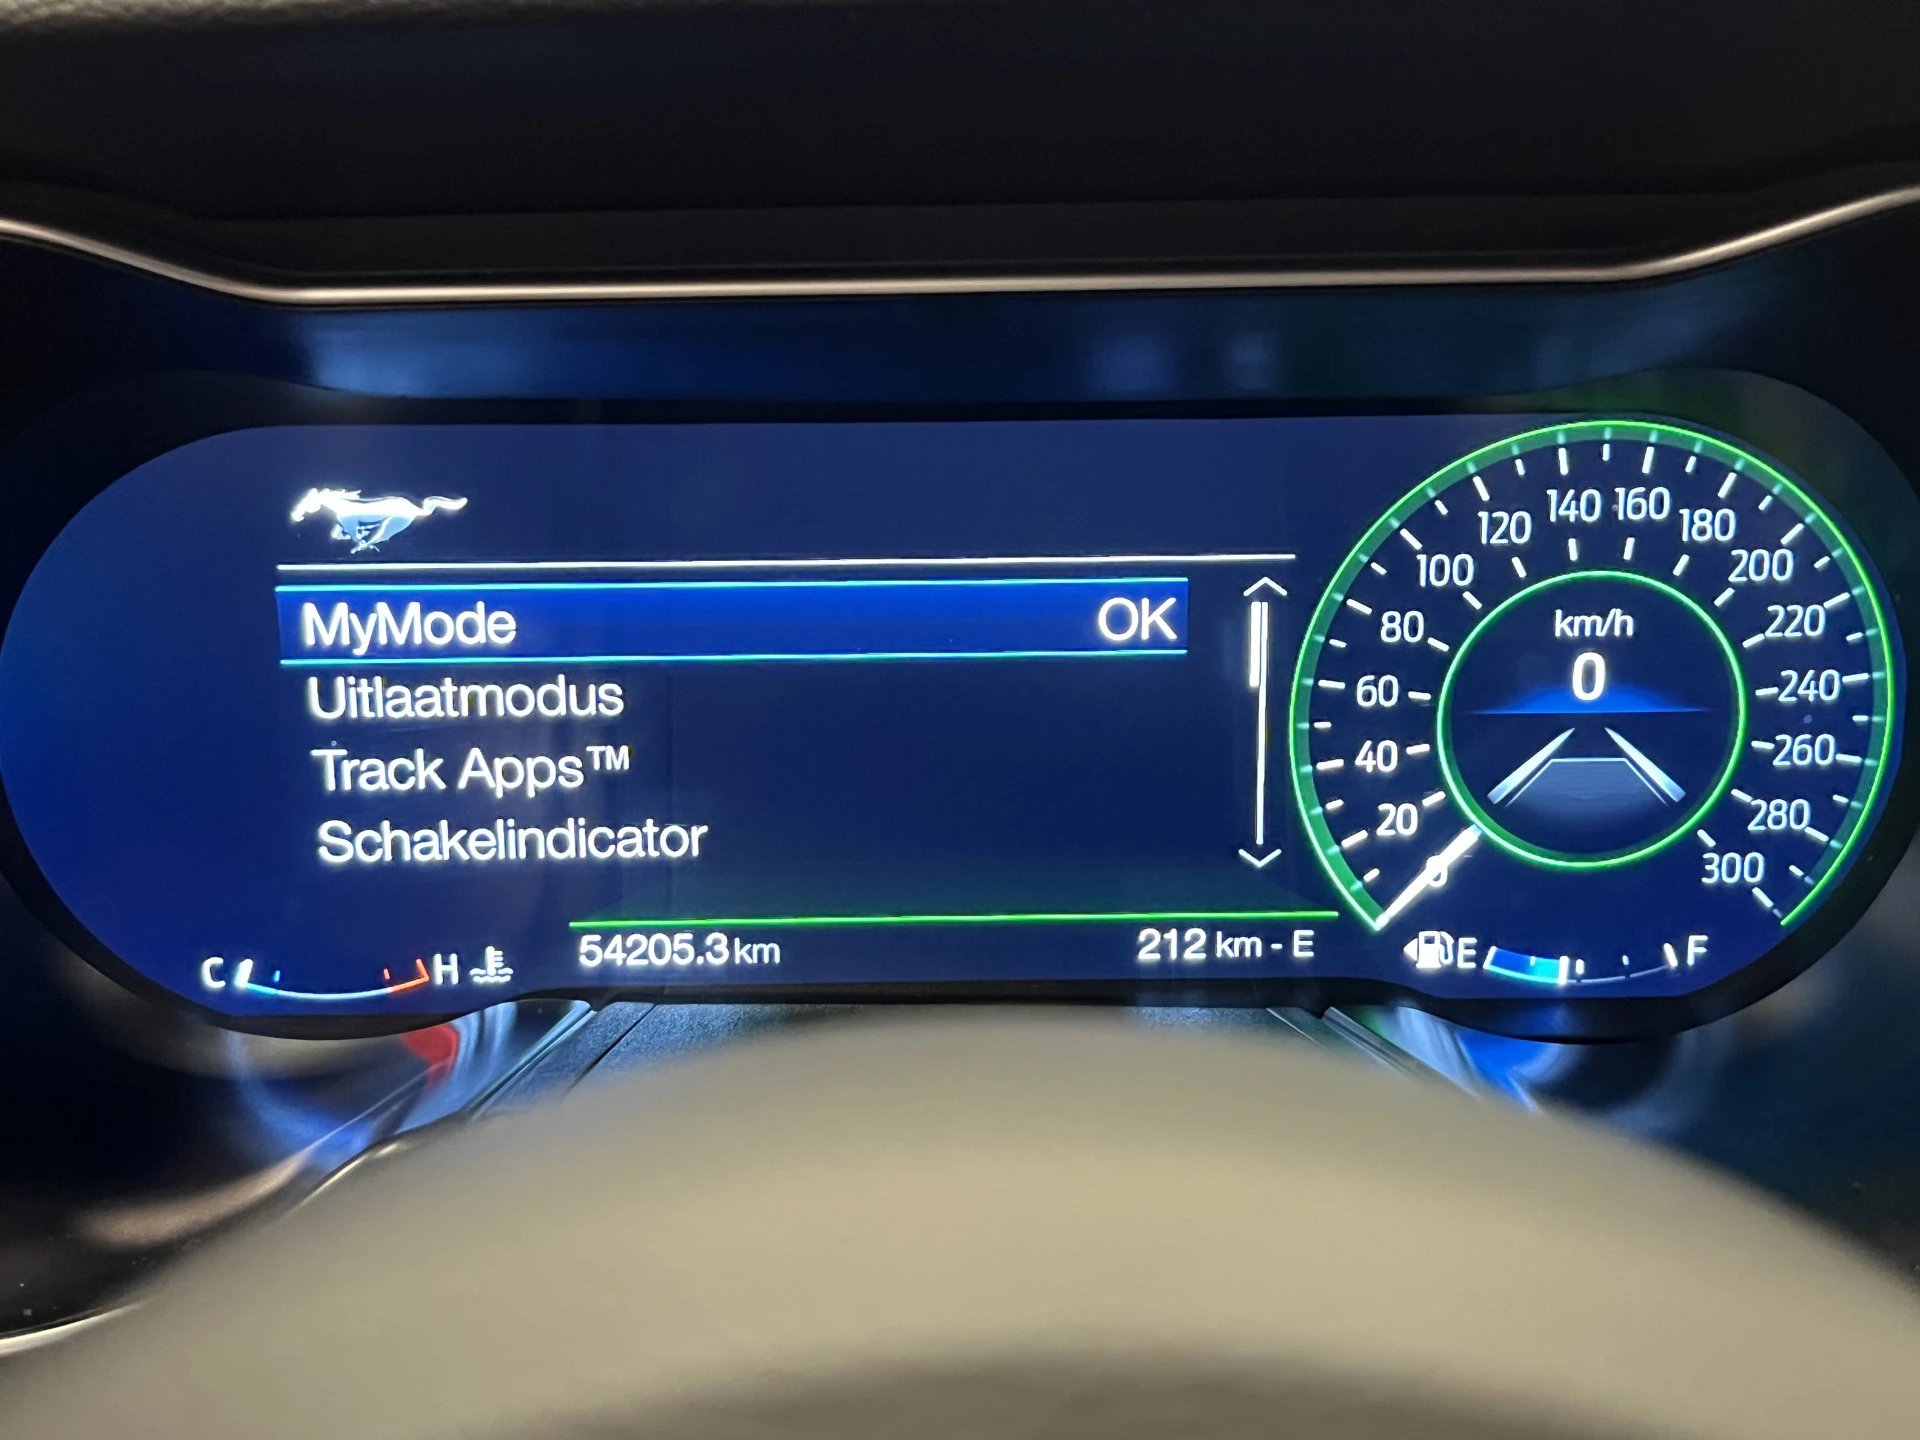 MyMode OK
Uitlaatmodus
Track Apps™
Schakelindicator
54205.3 km
212 km - E
C H
km/h
0
0
20
40
60
80
100
120
140
160
180
200
220
240
260
280
300
E F